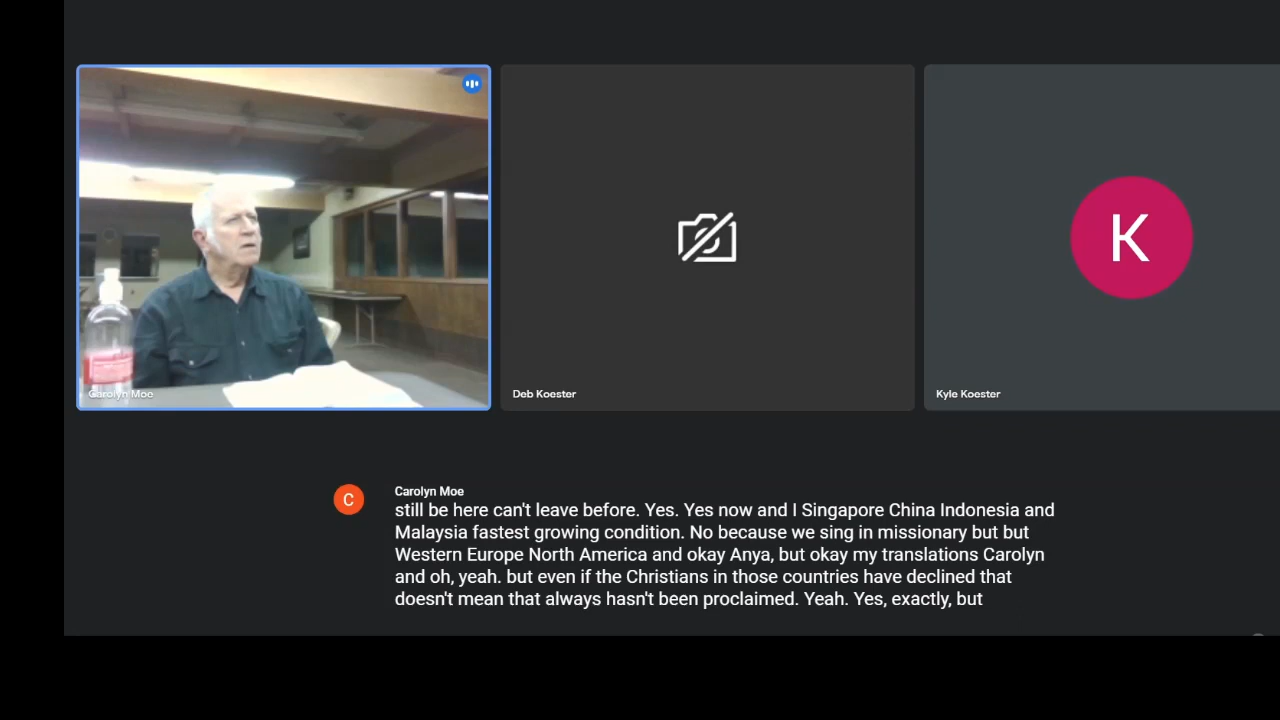 Carolyn Moe
Deb Koester
K
Kyle Koester
C
Carolyn Moe
still be here can't leave before. Yes. Yes now and I Singapore China Indonesia and
Malaysia fastest growing condition. No because we sing in missionary but but
Western Europe North America and okay Anya, but okay my translations Carolyn
and oh, yeah. but even if the Christians in those countries have declined that
doesn't mean that always hasn't been proclaimed. Yeah. Yes, exactly, but